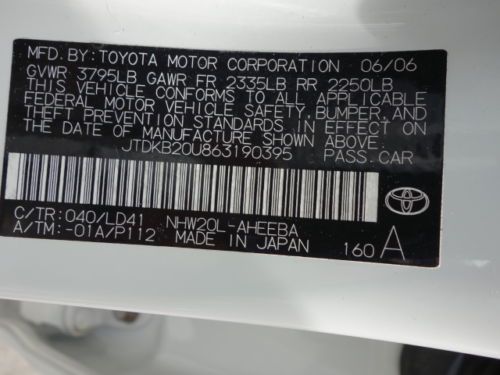 MFD. BY: TOYOTA MOTOR CORPORATION 06/06
GVWR 3795LB GAWR FR 2335LB RR 2250LB
THIS VEHICLE CONFORMS TO ALL APPLICABLE
FEDERAL MOTOR VEHICLE SAFETY, BUMPER, AND
THEFT PREVENTION STANDARDS IN EFFECT ON
THE DATE OF MANUFACTURE SHOWN ABOVE.
JTDKB20U863190395 PASS.CAR
C/TR: 040/LD41 NHW20L-AHEEBA
A/TM: -01A/P112 MADE IN JAPAN 160 A